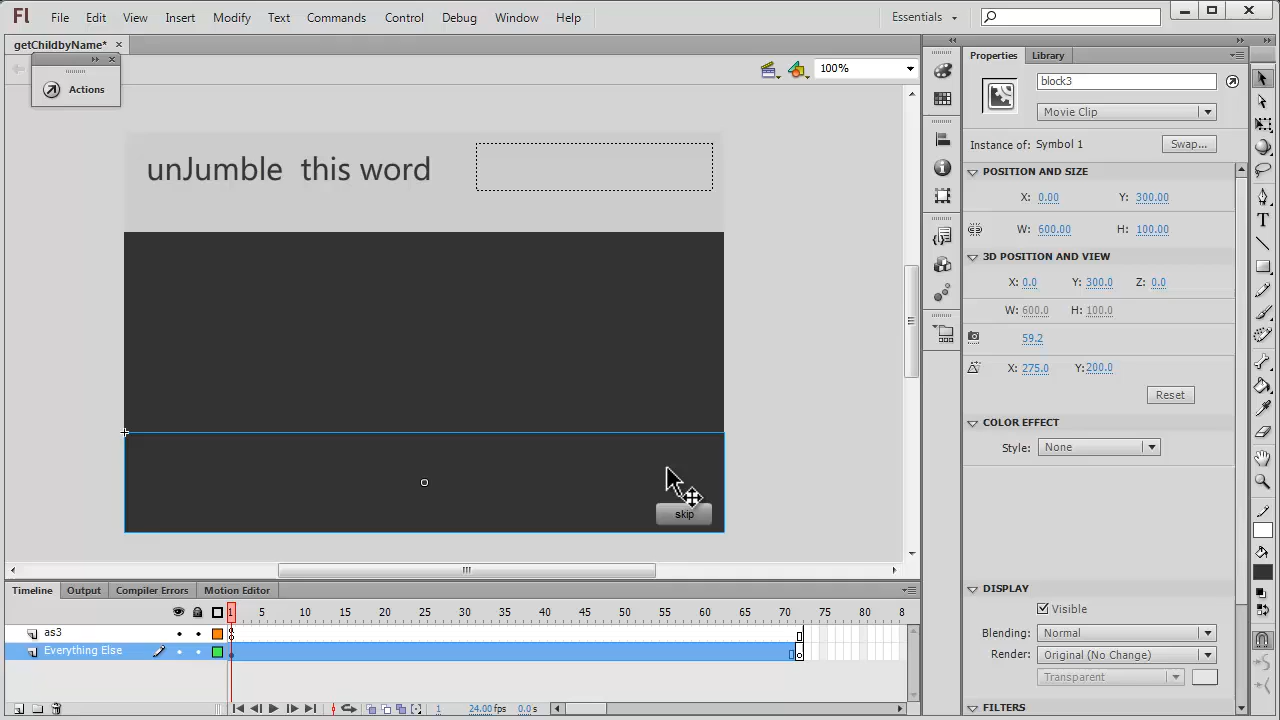 Fl File Edit View Insert Modify Text Commands Control Debug Window Help Essentials
getChildbyName* ×
Actions
100%
unJumble this word
skip
Properties Library
block3
Movie Clip
Instance of: Symbol 1 Swap...
POSITION AND SIZE
X: 0.00 Y: 300.00
W: 600.00 H: 100.00
3D POSITION AND VIEW
X: 0.0 Y: 300.0 Z: 0.0
W: 600.0 H: 100.0
59.2
X: 275.0 Y: 200.0
Reset
COLOR EFFECT
Style: None
DISPLAY
Visible
Blending: Normal
Render: Original (No Change)
Transparent
FILTERS
Timeline Output Compiler Errors Motion Editor
1 5 10 15 20 25 30 35 40 45 50 55 60 65 70 75 80 8
as3
Everything Else
1 24.00 fps 0.0 s